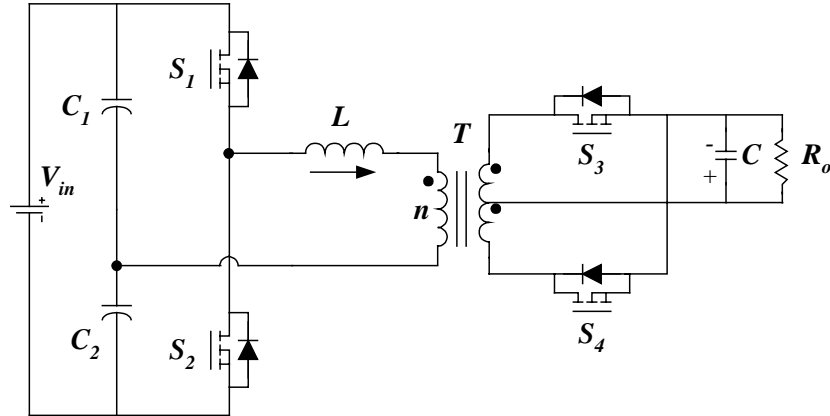 S1
C1
L
T
S3
-
C
+
Ro
Vin
+
-
n
C2
S2
S4